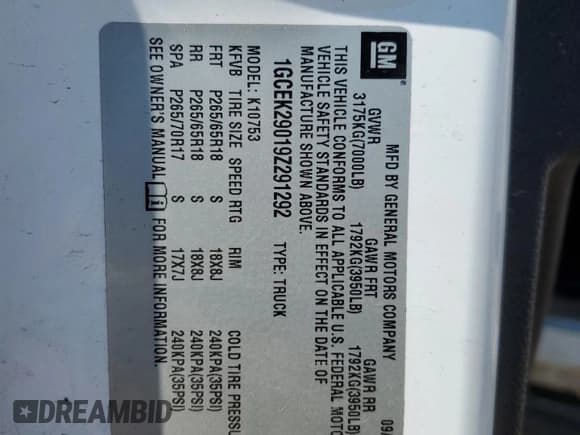 GM
MFD BY GENERAL MOTORS COMPANY 09/
GVWR GAWR FRT GAWR RR
3175KG(7000LB) 1792KG(3950LB) 1792KG(3950LB)
THIS VEHICLE CONFORMS TO ALL APPLICABLE U.S. FEDERAL MOTO
VEHICLE SAFETY STANDARDS IN EFFECT ON THE DATE OF
MANUFACTURE SHOWN ABOVE.
1GCEK29019Z291292 TYPE: TRUCK
MODEL: K10753
KFVB TIRE SIZE SPEED RTG RIM COLD TIRE PRESSU
FRT P265/65R18 S 18X8J 240KPA(35PSI)
RR P265/65R18 S 18X8J 240KPA(35PSI)
SPA P265/70R17 S 17X7J 240KPA(35PSI)
SEE OWNER'S MANUAL i FOR MORE INFORMATION.
DREAMBID